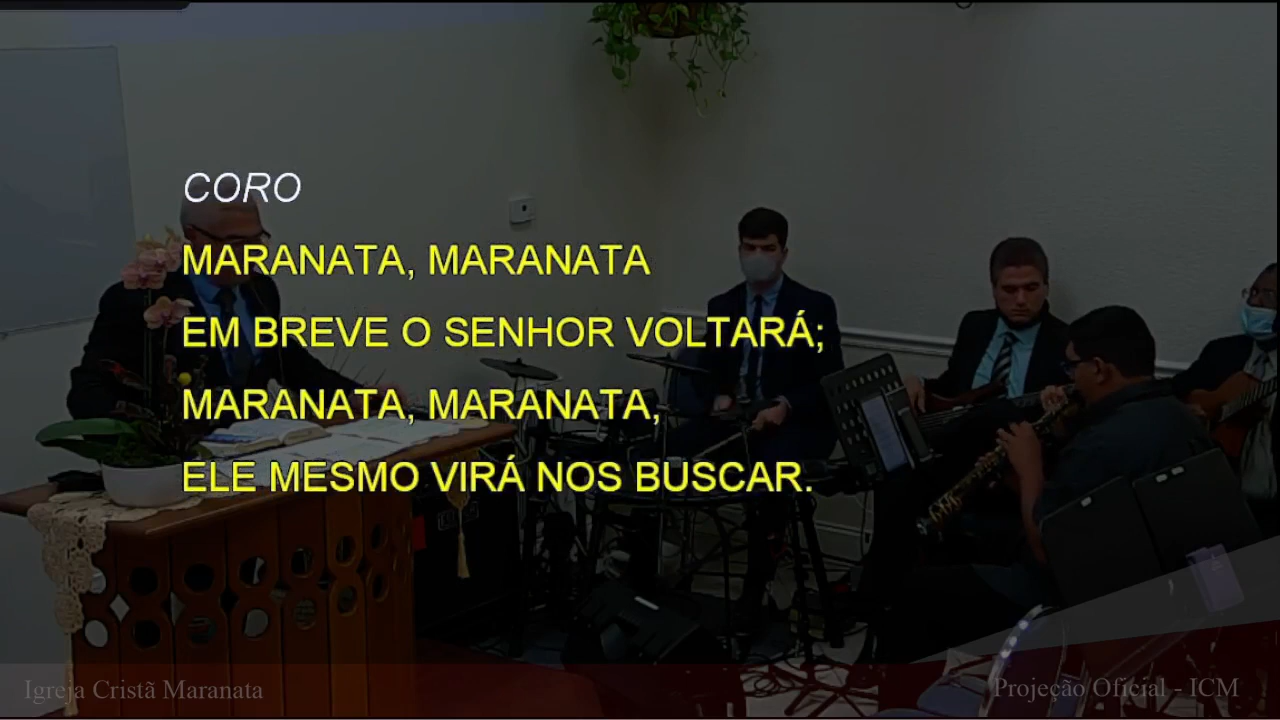 CORO
MARANATA, MARANATA
EM BREVE O SENHOR VOLTARÁ;
MARANATA, MARANATA,
ELE MESMO VIRÁ NOS BUSCAR.
Igreja Cristã Maranata
Projeção Oficial - ICM